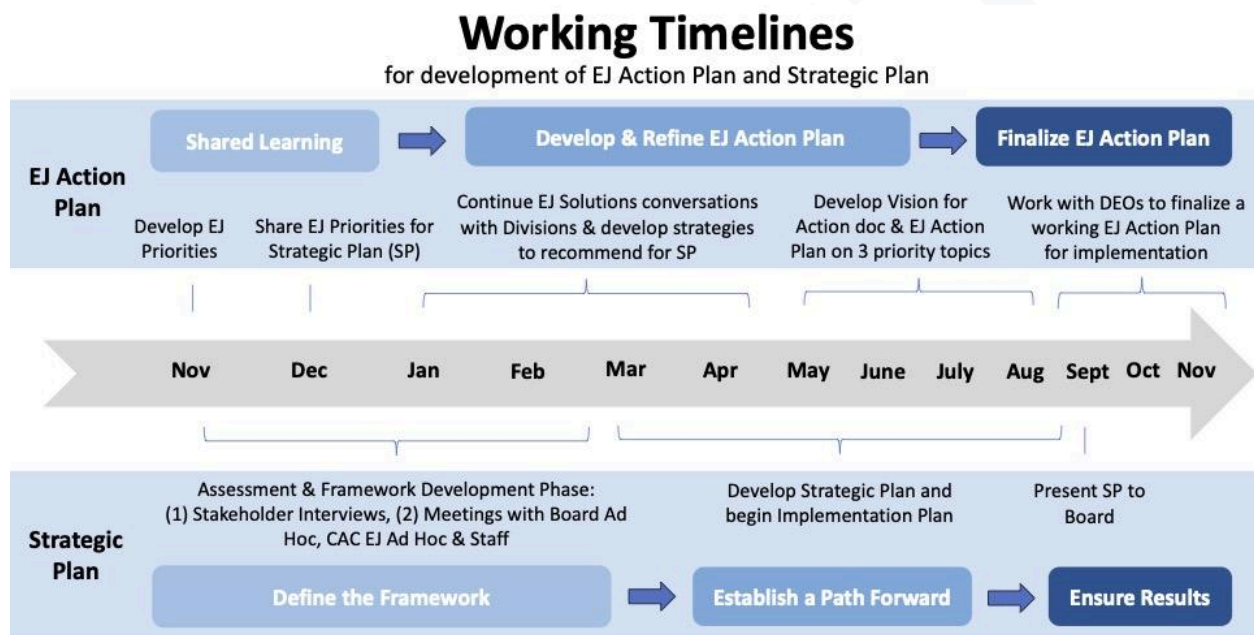 Working Timelines
for development of EJ Action Plan and Strategic Plan
EJ Action
Plan
Shared Learning
Develop & Refine EJ Action Plan
Finalize EJ Action Plan
Develop EJ
Priorities
Share EJ Priorities for
Strategic Plan (SP)
Continue EJ Solutions conversations
with Divisions & develop strategies
to recommend for SP
Develop Vision for
Action doc & EJ Action
Plan on 3 priority topics
Work with DEOs to finalize a
working EJ Action Plan
for implementation
Nov Dec Jan Feb Mar Apr May June July Aug Sept Oct Nov
Strategic
Plan
Assessment & Framework Development Phase:
(1) Stakeholder Interviews, (2) Meetings with Board Ad
Hoc, CAC EJ Ad Hoc & Staff
Develop Strategic Plan and
begin Implementation Plan
Present SP to
Board
Define the Framework
Establish a Path Forward
Ensure Results